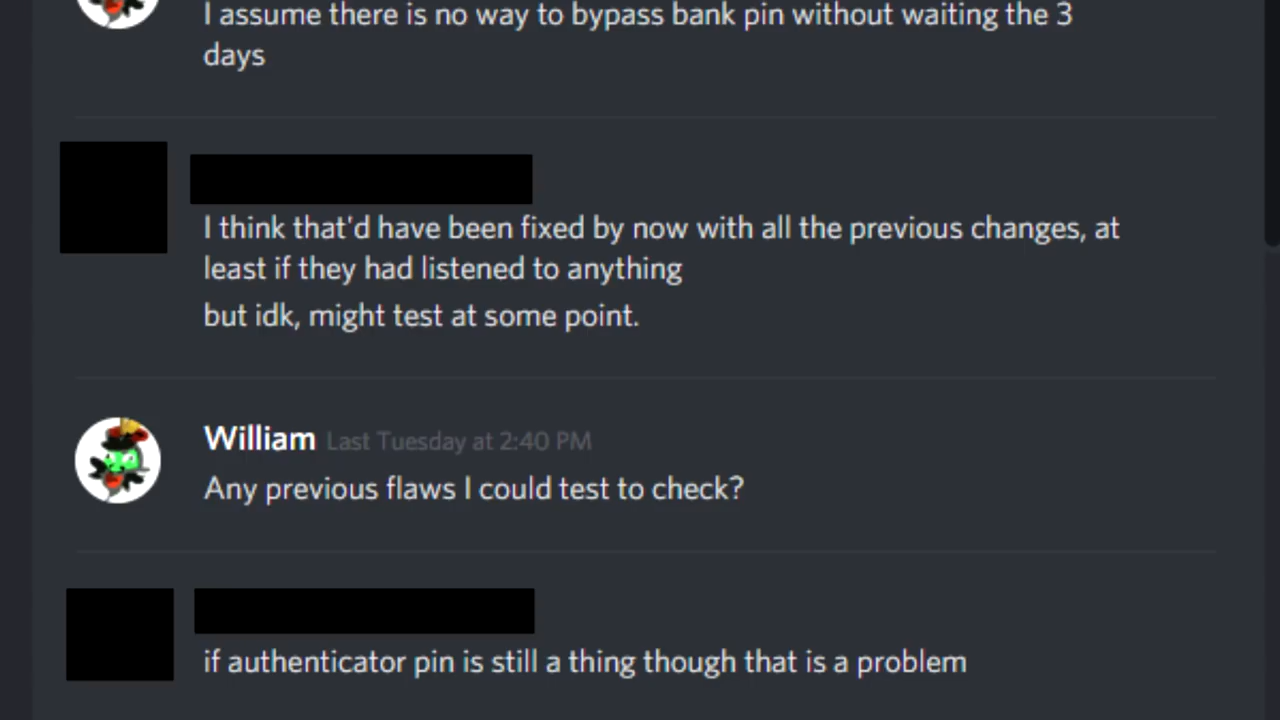 I assume there is no way to bypass bank pin without waiting the 3
days
I think that'd have been fixed by now with all the previous changes, at
least if they had listened to anything
but idk, might test at some point.
William Last Tuesday at 2:40 PM
Any previous flaws I could test to check?
if authenticator pin is still a thing though that is a problem